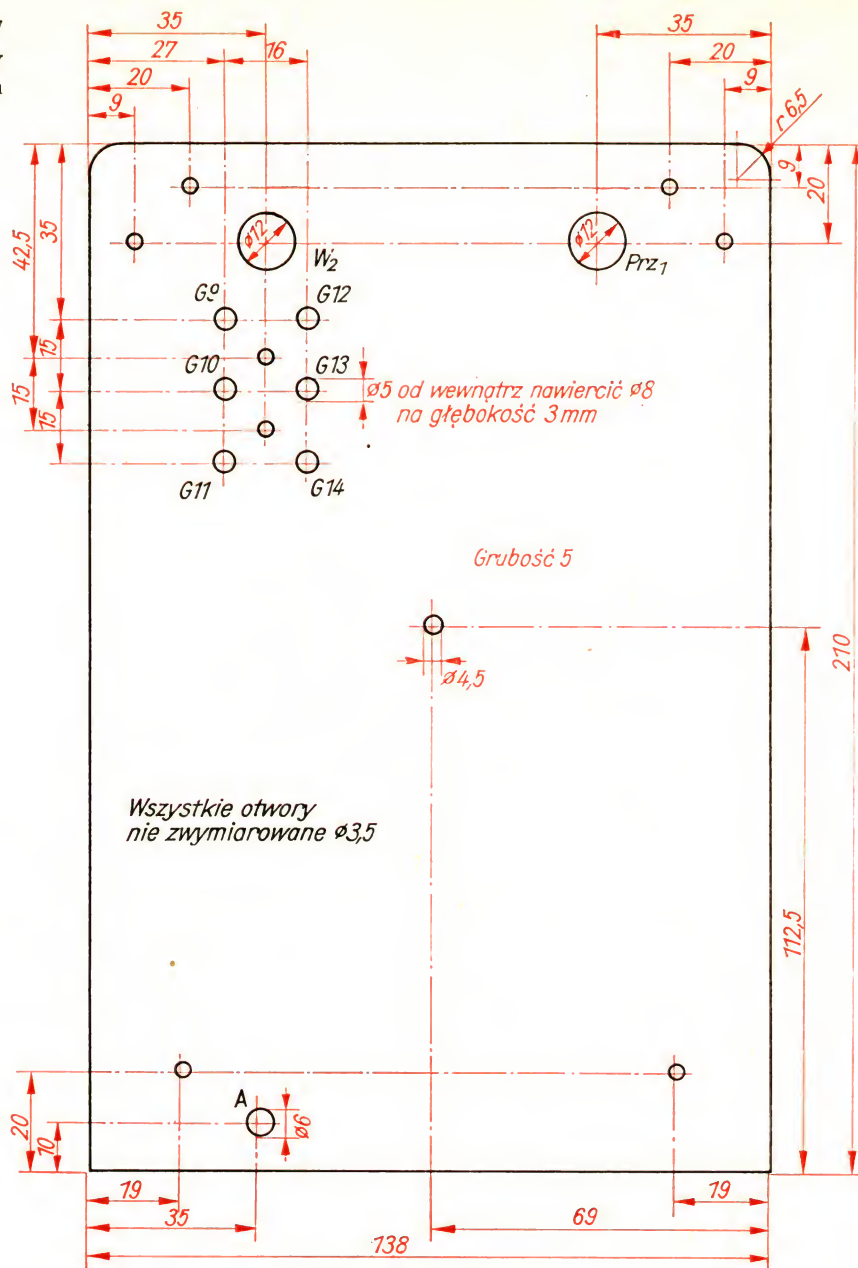 35
35
27
16
20
20
9
9
r 6,5
9
20
42,5
35
ø12
W₂
ø12
Prz₁
G9
G12
15
G10
G13
15
ø5 od wewnątrz nawiercić ø8
na głębokość 3mm
15
G11
G14
Grubość 5
ø4,5
210
Wszystkie otwory
nie zwymiarowane ø3,5
112,5
A
ø6
20
10
19
19
35
69
138